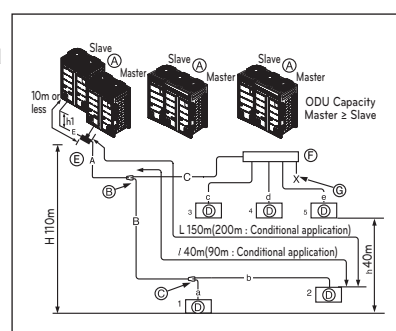 Slave Ⓐ
Master
Slave Ⓐ
Master
Slave Ⓐ
Master
10m or
less
h1
E
ODU Capacity
Master ≥ Slave
Ⓔ
A
Ⓑ
C
Ⓕ
X
Ⓖ
c
d
e
3 Ⓓ
4 Ⓓ
5 Ⓓ
H 110m
B
L 150m(200m : Conditional application)
l 40m(90m : Conditional application)
h 40m
Ⓒ
a
b
1 Ⓓ
2 Ⓓ